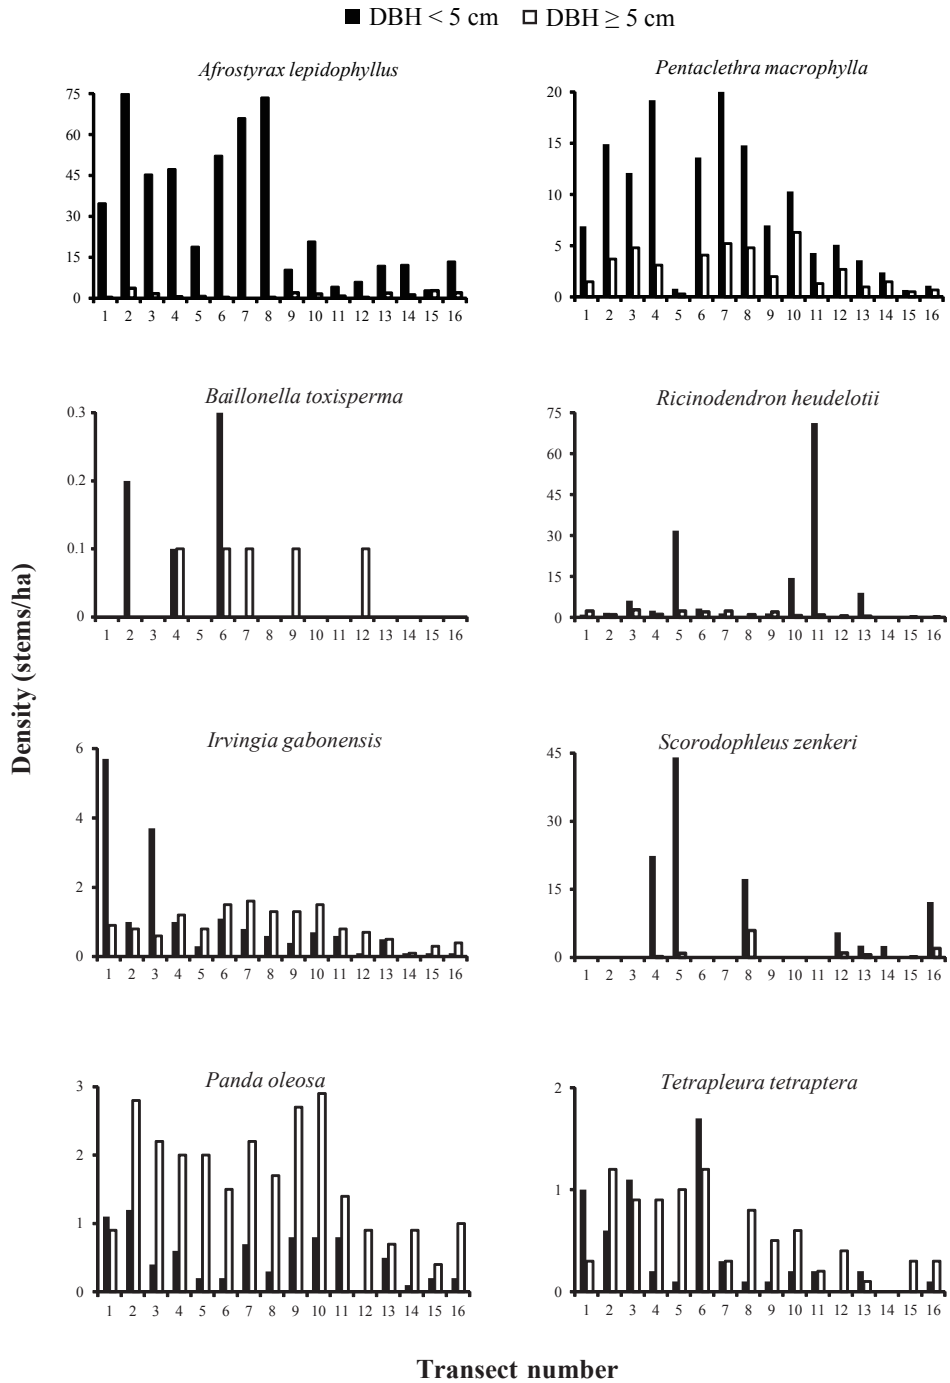 DBH < 5 cm DBH ≥ 5 cm
Afrostyrax lepidophyllus
75
60
45
30
15
0
1 2 3 4 5 6 7 8 9 10 11 12 13 14 15 16
Pentaclethra macrophylla
20
15
10
5
0
1 2 3 4 5 6 7 8 9 10 11 12 13 14 15 16
Baillonella toxisperma
0.3
0.2
0.1
0
1 2 3 4 5 6 7 8 9 10 11 12 13 14 15 16
Ricinodendron heudelotii
75
60
45
30
15
0
1 2 3 4 5 6 7 8 9 10 11 12 13 14 15 16
Density (stems/ha)
Irvingia gabonensis
6
4
2
0
1 2 3 4 5 6 7 8 9 10 11 12 13 14 15 16
Scorodophleus zenkeri
45
30
15
0
1 2 3 4 5 6 7 8 9 10 11 12 13 14 15 16
Panda oleosa
3
2
1
0
1 2 3 4 5 6 7 8 9 10 11 12 13 14 15 16
Tetrapleura tetraptera
2
1
0
1 2 3 4 5 6 7 8 9 10 11 12 13 14 15 16
Transect number